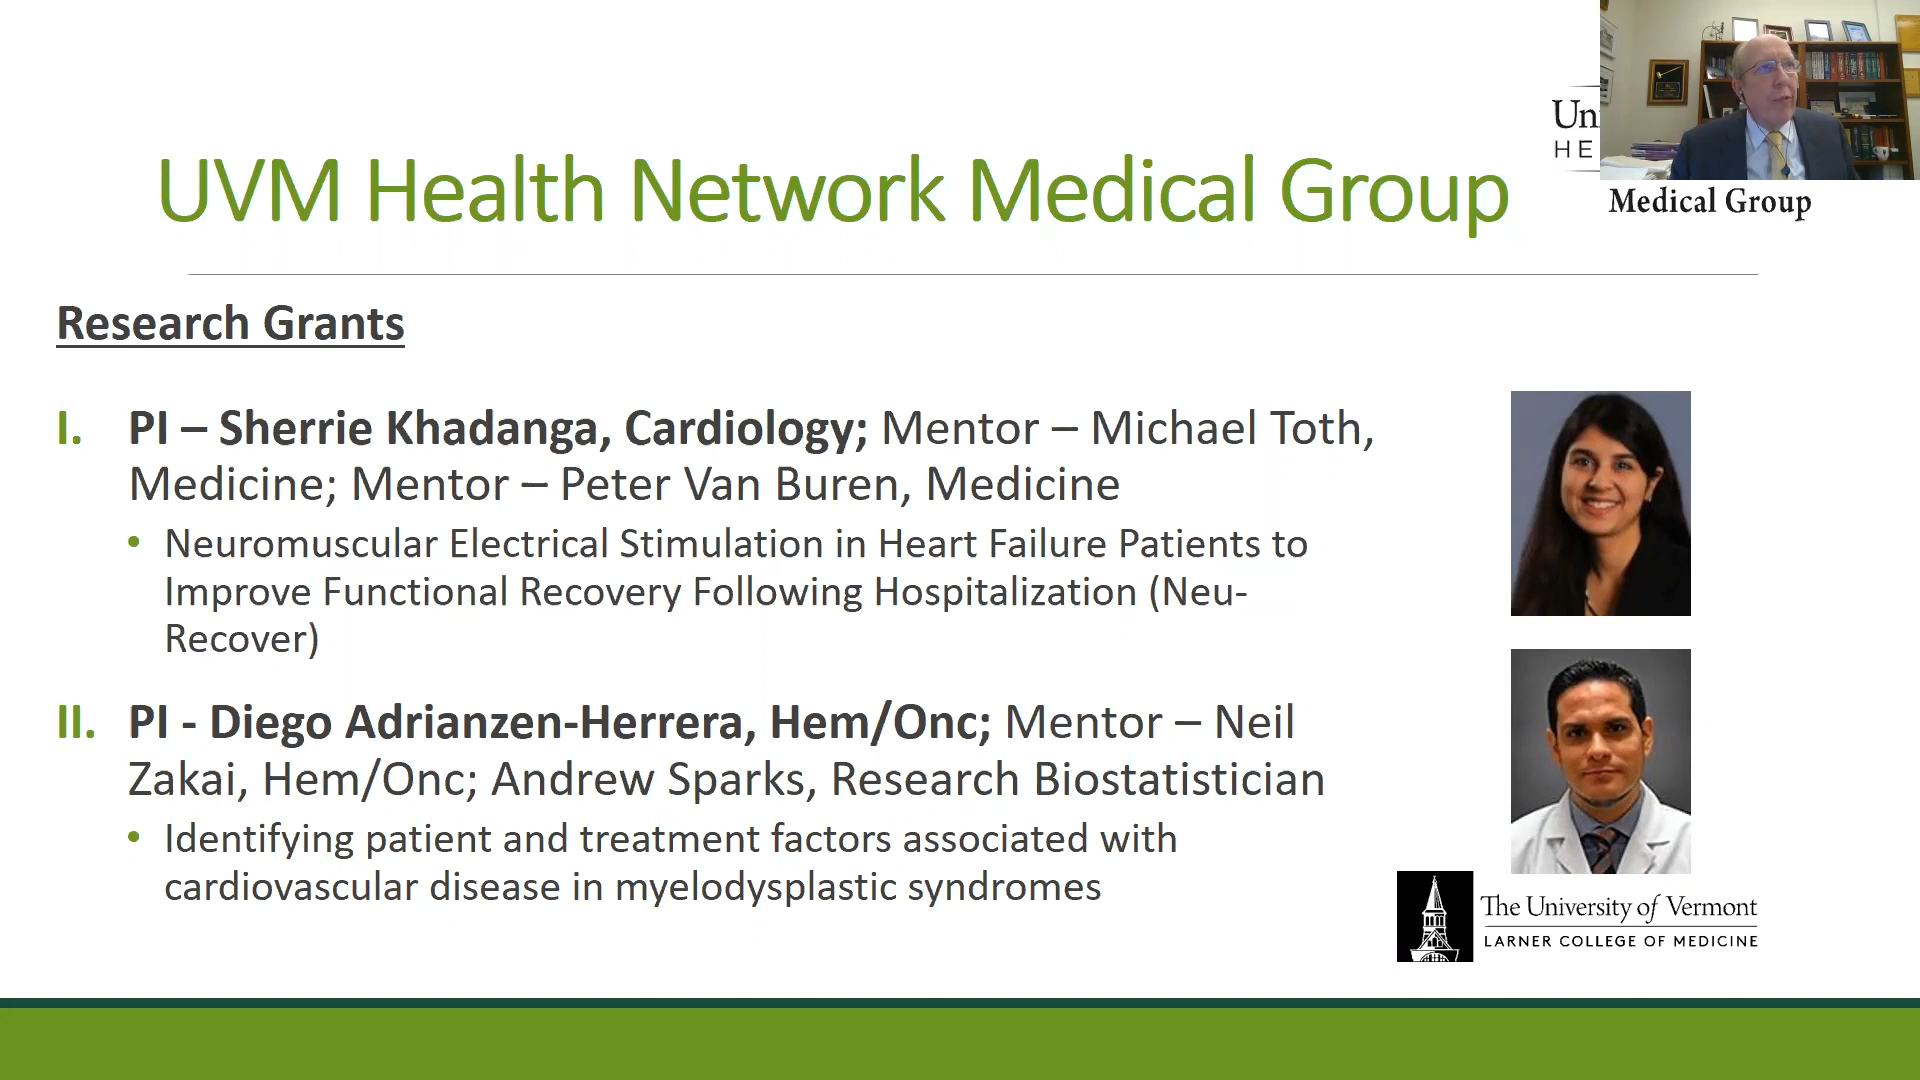 UVM Health Network Medical Group
Un
HE
Medical Group
Research Grants
I. PI – Sherrie Khadanga, Cardiology; Mentor – Michael Toth,
Medicine; Mentor – Peter Van Buren, Medicine
• Neuromuscular Electrical Stimulation in Heart Failure Patients to
Improve Functional Recovery Following Hospitalization (Neu-
Recover)
II. PI - Diego Adrianzen-Herrera, Hem/Onc; Mentor – Neil
Zakai, Hem/Onc; Andrew Sparks, Research Biostatistician
• Identifying patient and treatment factors associated with
cardiovascular disease in myelodysplastic syndromes
The University of Vermont
LARNER COLLEGE OF MEDICINE